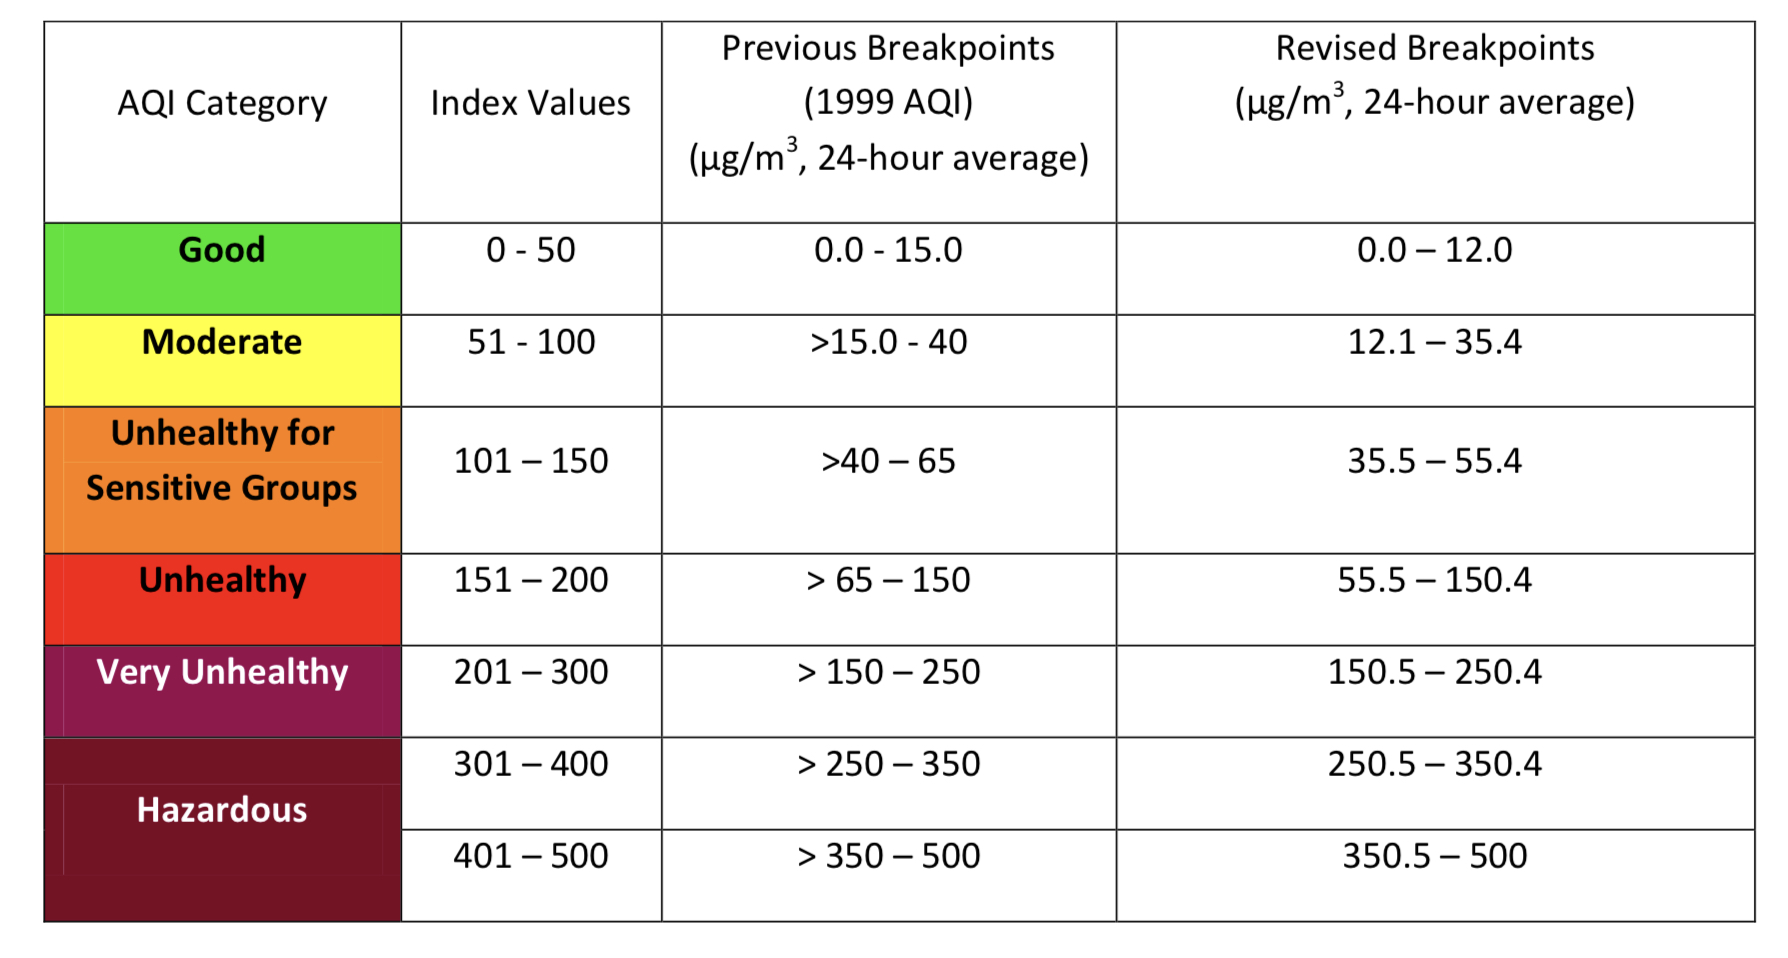 AQI Category
Index Values
Previous Breakpoints
(1999 AQI)
(µg/m³, 24-hour average)
Revised Breakpoints
(µg/m³, 24-hour average)
Good
0 - 50
0.0 - 15.0
0.0 – 12.0
Moderate
51 - 100
>15.0 - 40
12.1 – 35.4
Unhealthy for
Sensitive Groups
101 – 150
>40 – 65
35.5 – 55.4
Unhealthy
151 – 200
> 65 – 150
55.5 – 150.4
Very Unhealthy
201 – 300
> 150 – 250
150.5 – 250.4
Hazardous
301 – 400
> 250 – 350
250.5 – 350.4
401 – 500
> 350 – 500
350.5 – 500